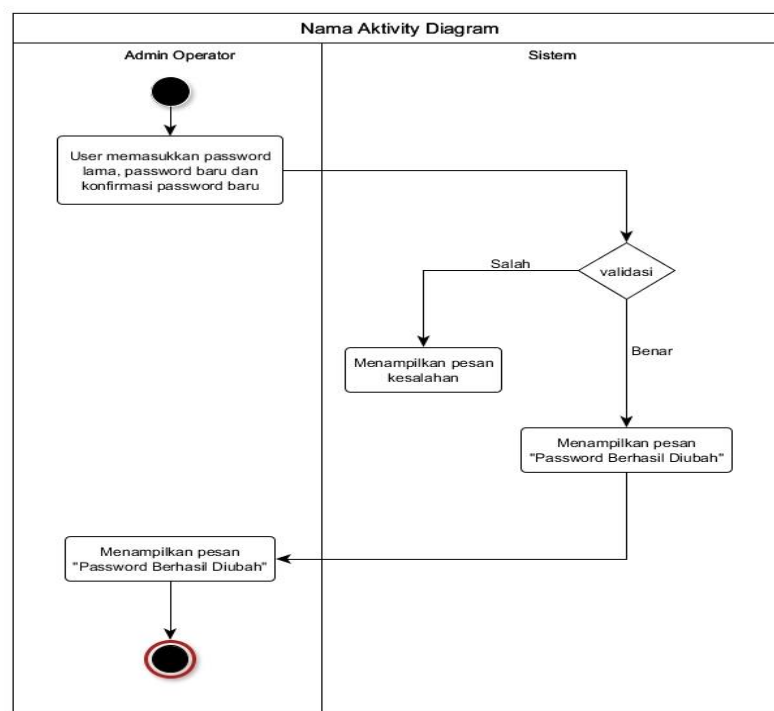 Nama Aktivity Diagram
Admin Operator
Sistem
User memasukkan password
lama, password baru dan
konfirmasi password baru
validasi
Salah
Menampilkan pesan
kesalahan
Benar
Menampilkan pesan
"Password Berhasil Diubah"
Menampilkan pesan
"Password Berhasil Diubah"